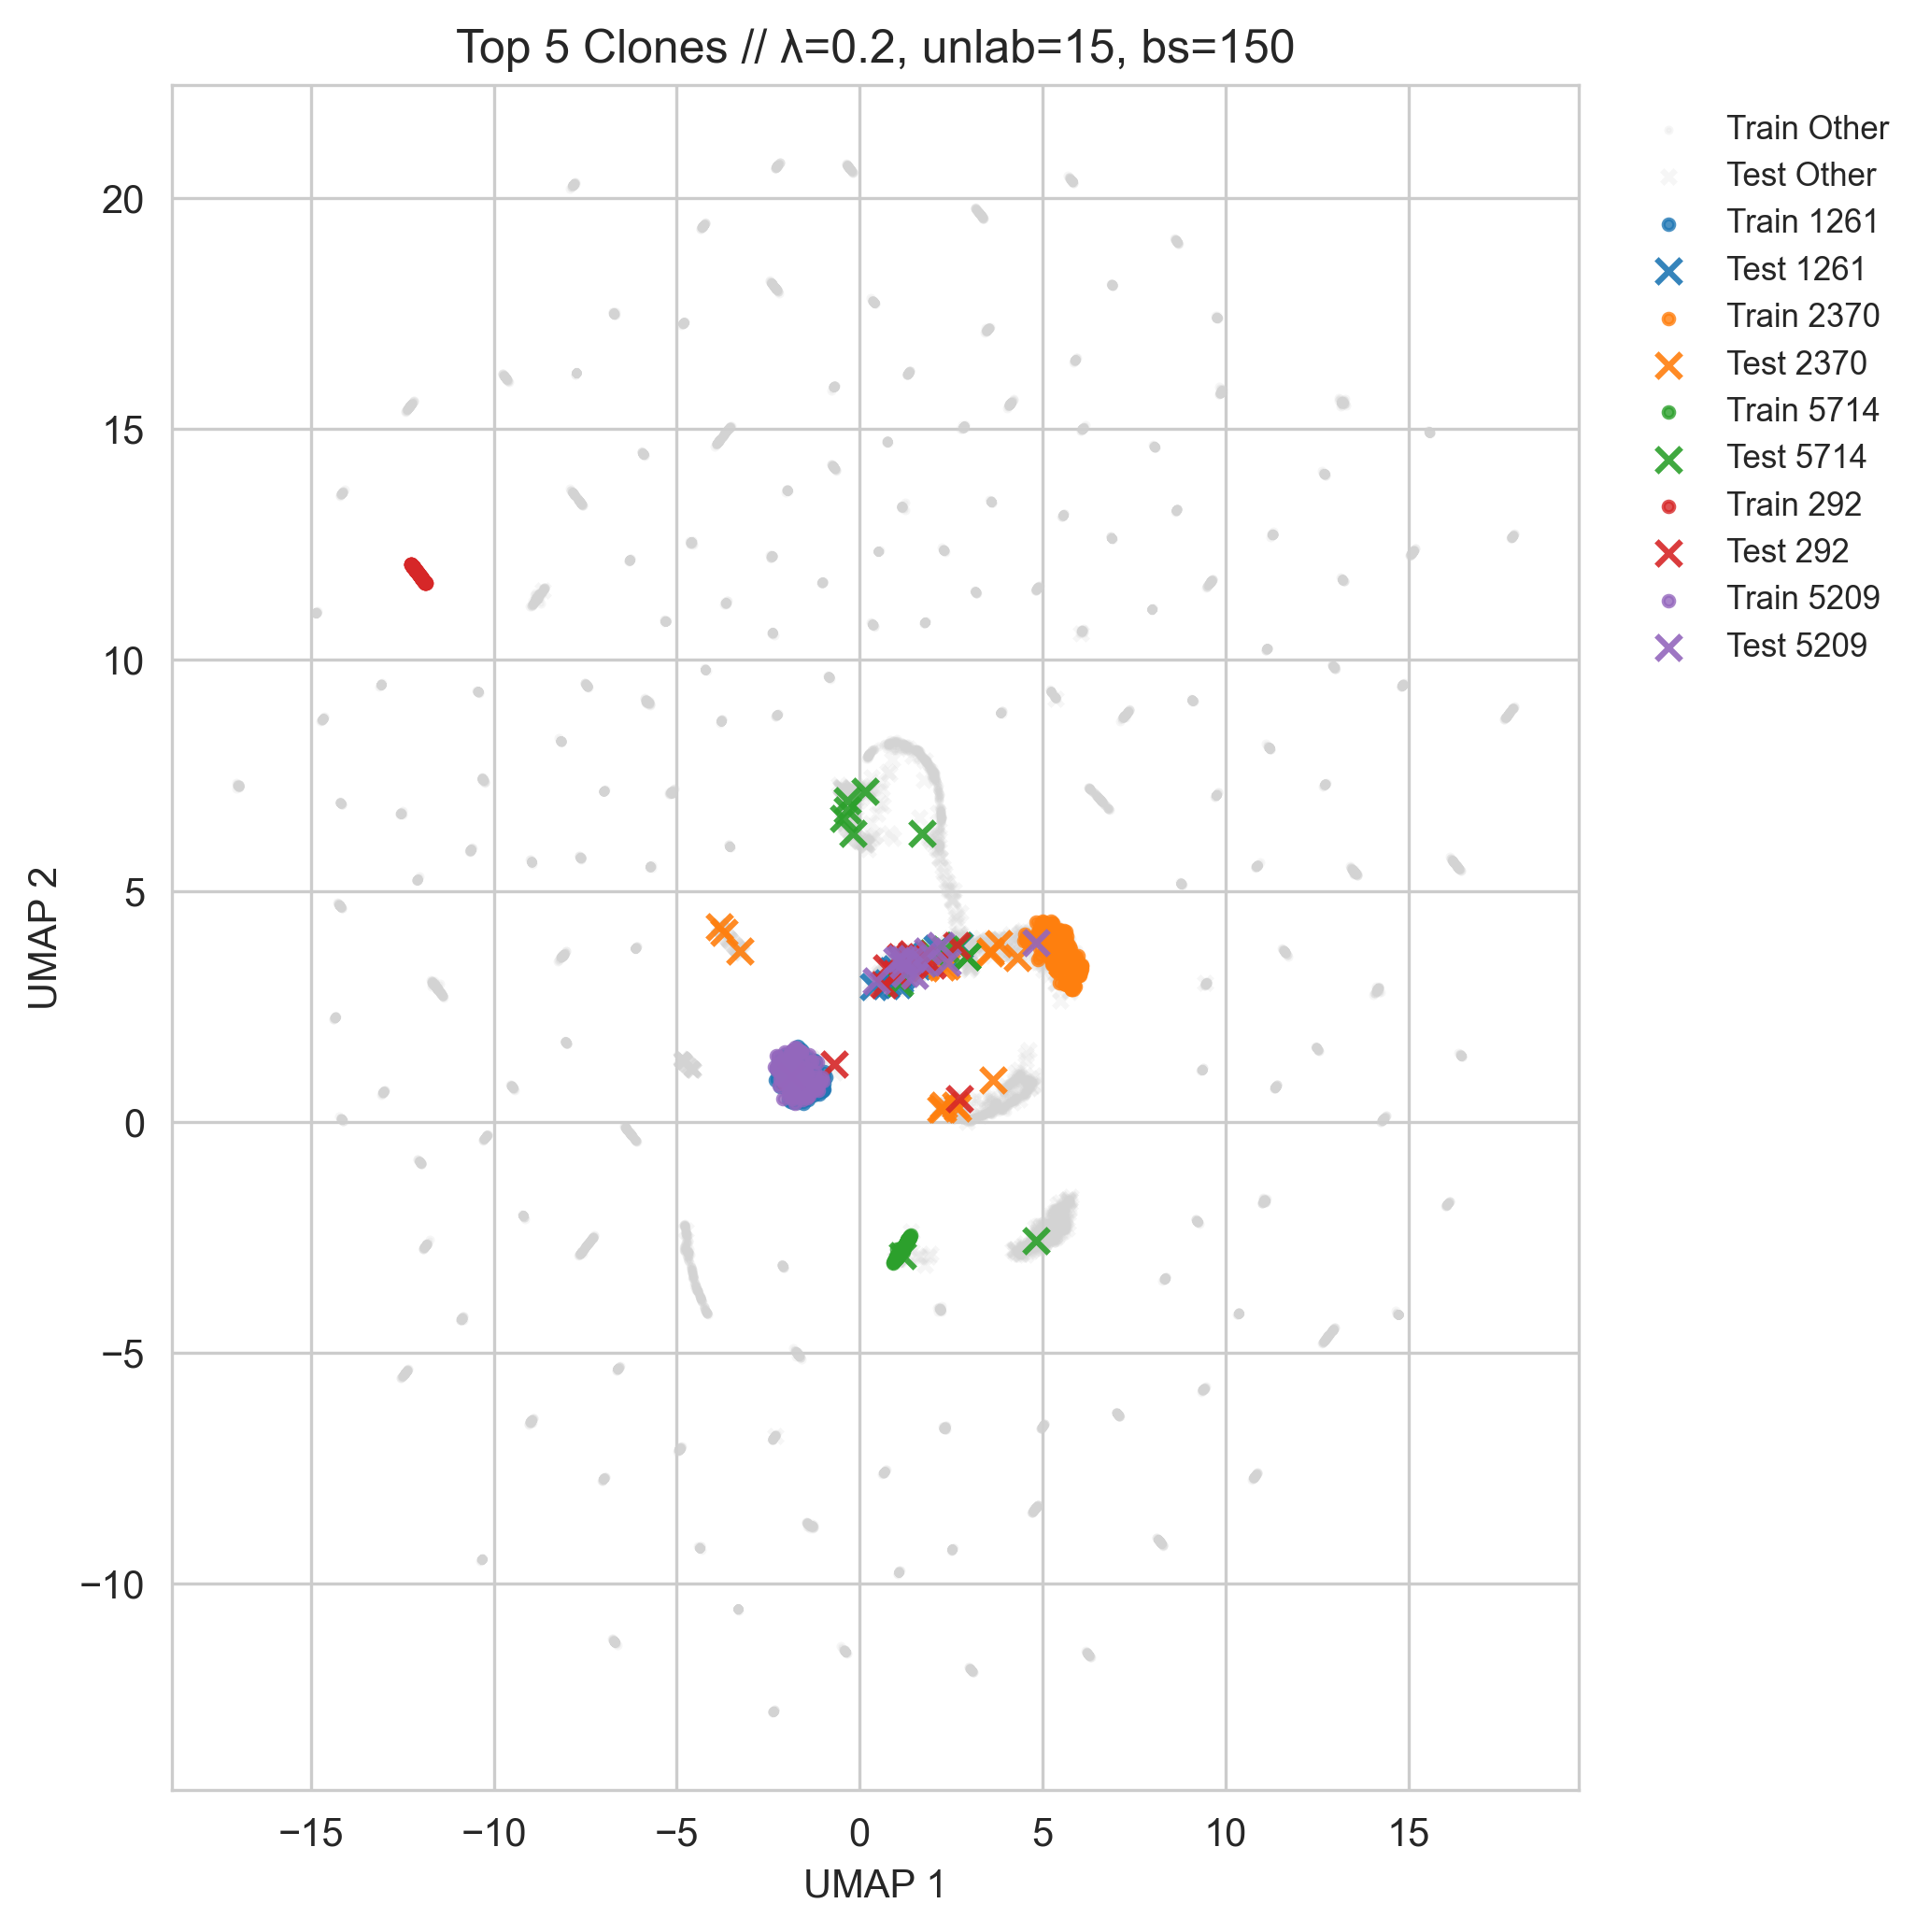 Top 5 Clones // λ=0.2, unlab=15, bs=150
Train Other
Test Other
Train 1261
Test 1261
Train 2370
Test 2370
Train 5714
Test 5714
Train 292
Test 292
Train 5209
Test 5209
UMAP 2
20
15
10
5
0
−5
−10
−15
−10
−5
0
5
10
15
UMAP 1